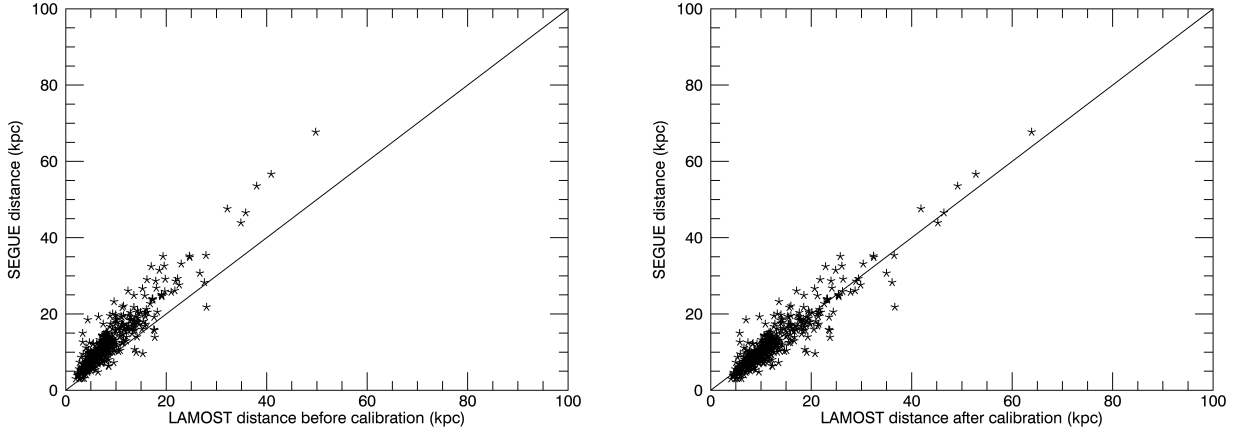 100
80
60
40
20
0
SEGUE distance (kpc)
0 20 40 60 80 100
LAMOST distance before calibration (kpc)
100
80
60
40
20
0
SEGUE distance (kpc)
0 20 40 60 80 100
LAMOST distance after calibration (kpc)